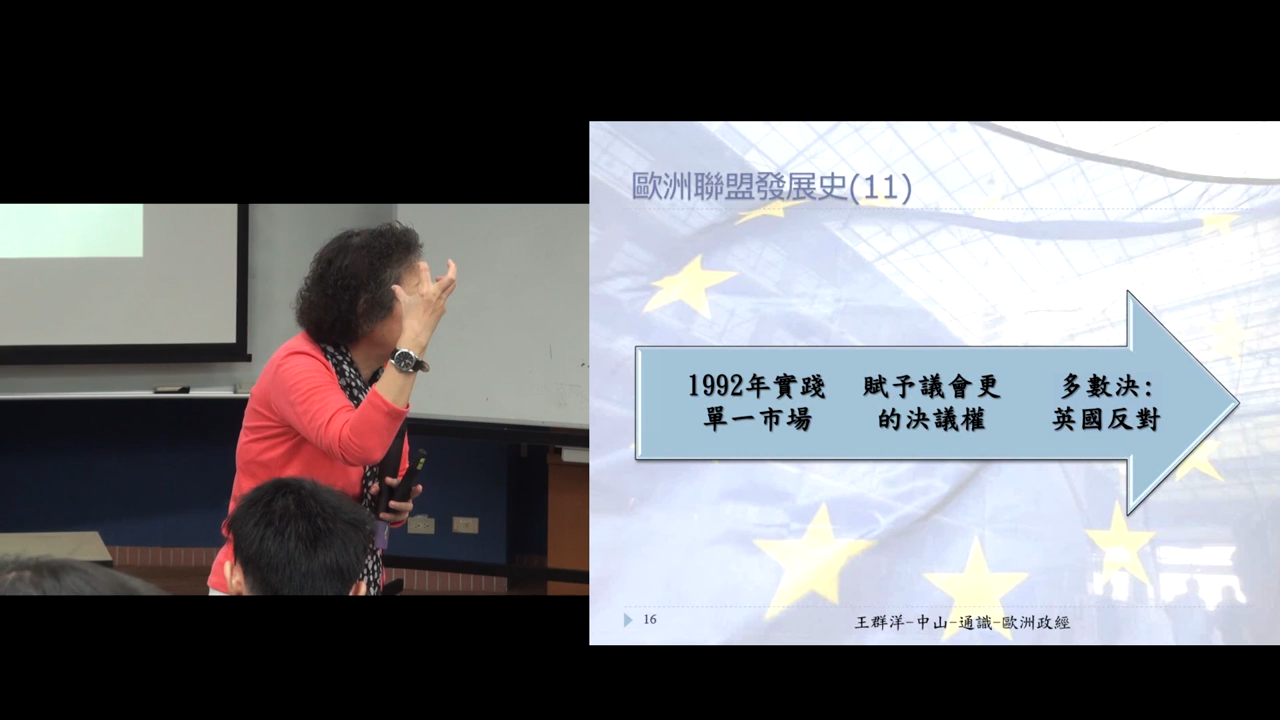 歐洲聯盟發展史(11)
1992年實踐
單一市場
賦予議會更
的決議權
多數決:
英國反對
16
王群洋-中山-通識-歐洲政經